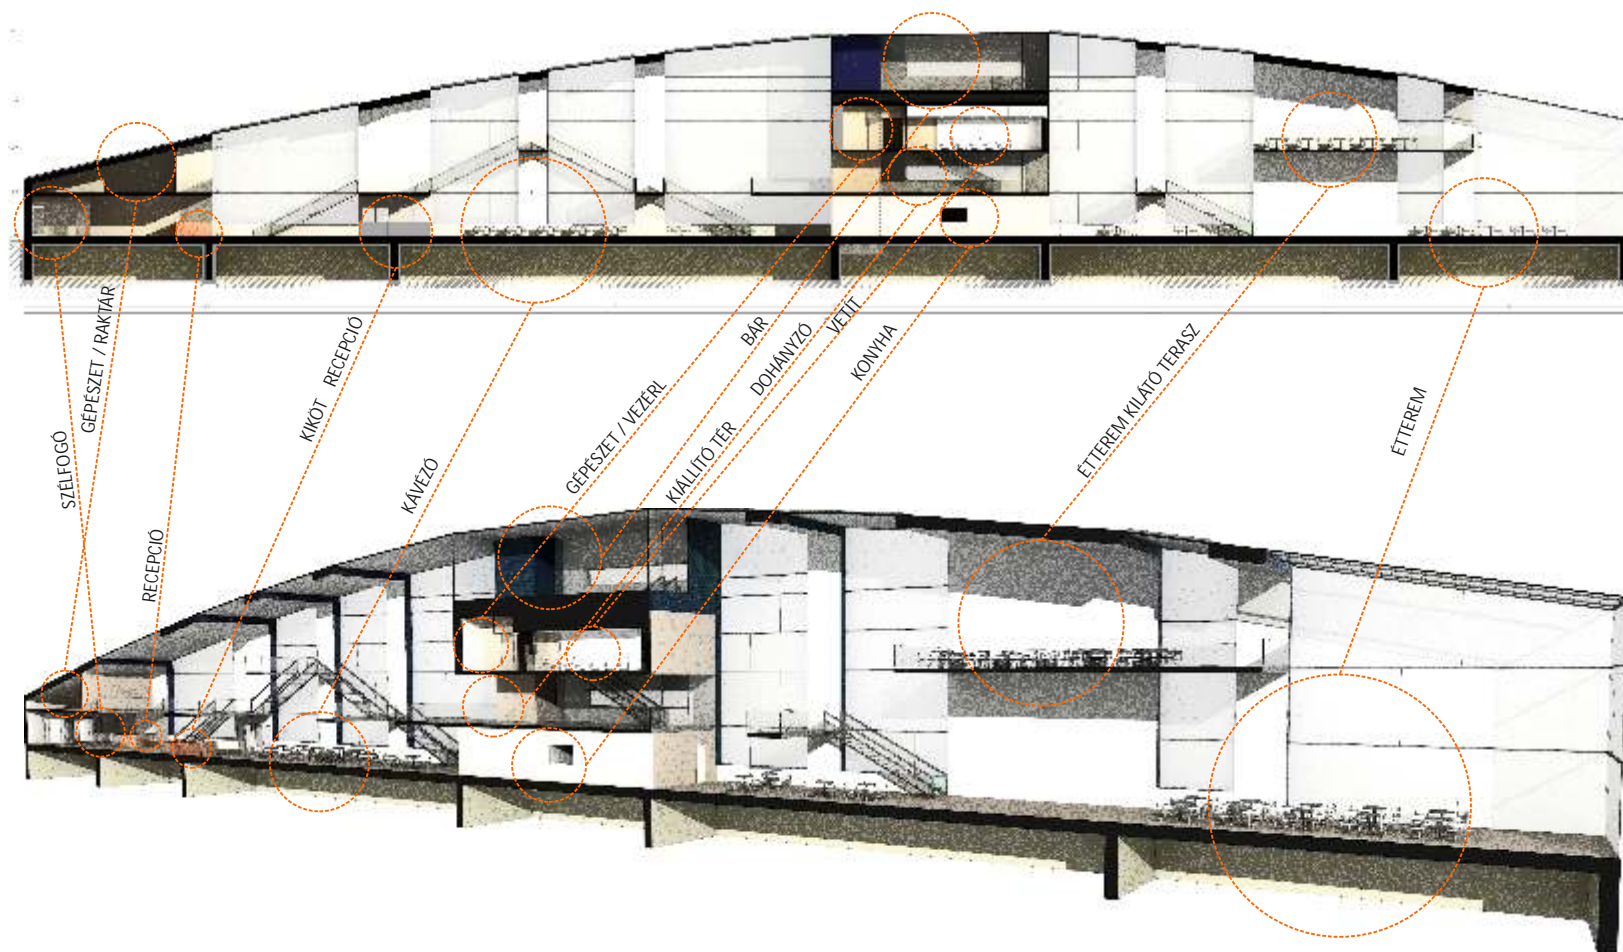 SZÉLFOGÓ
GÉPÉSZET / RAKTÁR
RECEPCIÓ
KIKÖT RECEPCIÓ
KÁVÉZÓ
GÉPÉSZET / VEZÉRL
BÁR
KIÁLLÍTÓ TÉR
DOHÁNYZÓ
VETÍT
KONYHA
ÉTTEREM KILÁTÓ TERASZ
ÉTTEREM